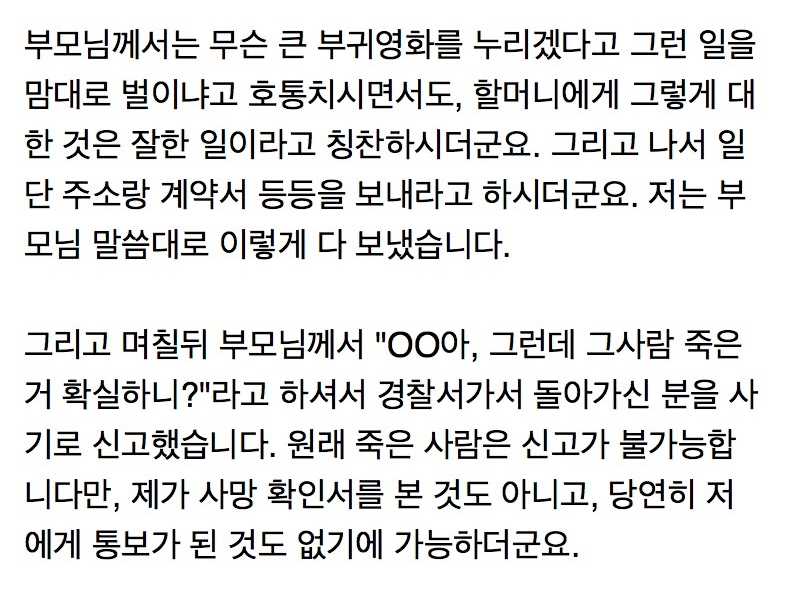 부모님께서는 무슨 큰 부귀영화를 누리겠다고 그런 일을
맘대로 벌이냐고 호통치시면서도, 할머니에게 그렇게 대
한 것은 잘한 일이라고 칭찬하시더군요. 그리고 나서 일
단 주소랑 계약서 등등을 보내라고 하시더군요. 저는 부
모님 말씀대로 이렇게 다 보냈습니다.

그리고 며칠뒤 부모님께서 "OO아, 그런데 그사람 죽은
거 확실하니?"라고 하셔서 경찰서가서 돌아가신 분을 사
기로 신고했습니다. 원래 죽은 사람은 신고가 불가능합
니다만, 제가 사망 확인서를 본 것도 아니고, 당연히 저
에게 통보가 된 것도 없기에 가능하더군요.